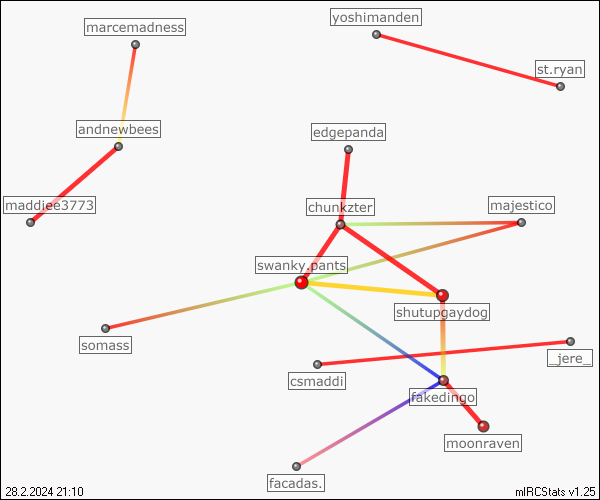 yoshimanden
marcemadness
st.ryan
andnewbees
edgepanda
maddiee3773
chunkzter
majestico
swanky.pants
shutupgaydog
somass
_jere_
csmaddi
fakedingo
moonraven
facadas.
28.2.2024 21:10
mIRCStats v1.25